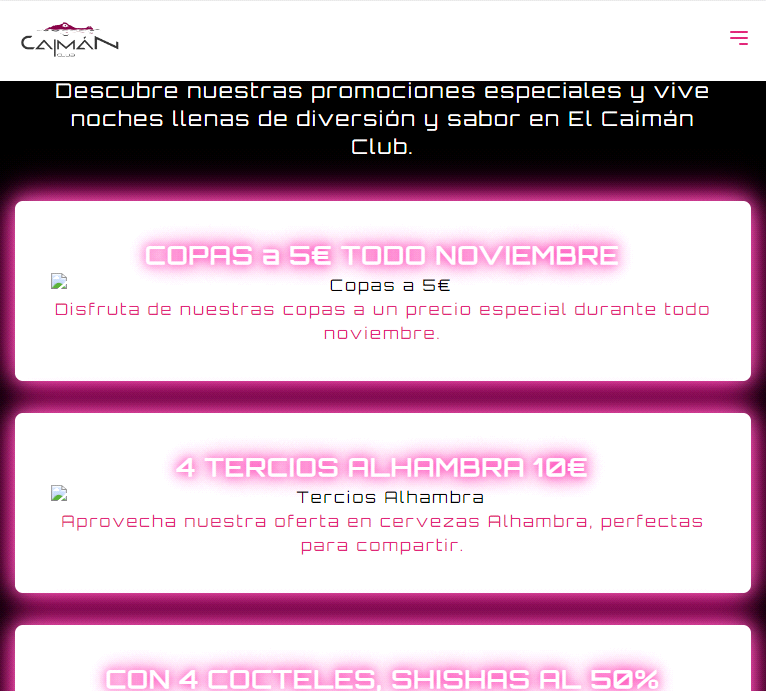 CAIMÁN
CLUB
Descubre nuestras promociones especiales y vive
noches llenas de diversión y sabor en El Caimán
Club.
COPAS a 5€ TODO NOVIEMBRE
Copas a 5€
Disfruta de nuestras copas a un precio especial durante todo
noviembre.
4 TERCIOS ALHAMBRA 10€
Tercios Alhambra
Aprovecha nuestra oferta en cervezas Alhambra, perfectas
para compartir.
CON 4 COCTELES, SHISHAS AL 50%